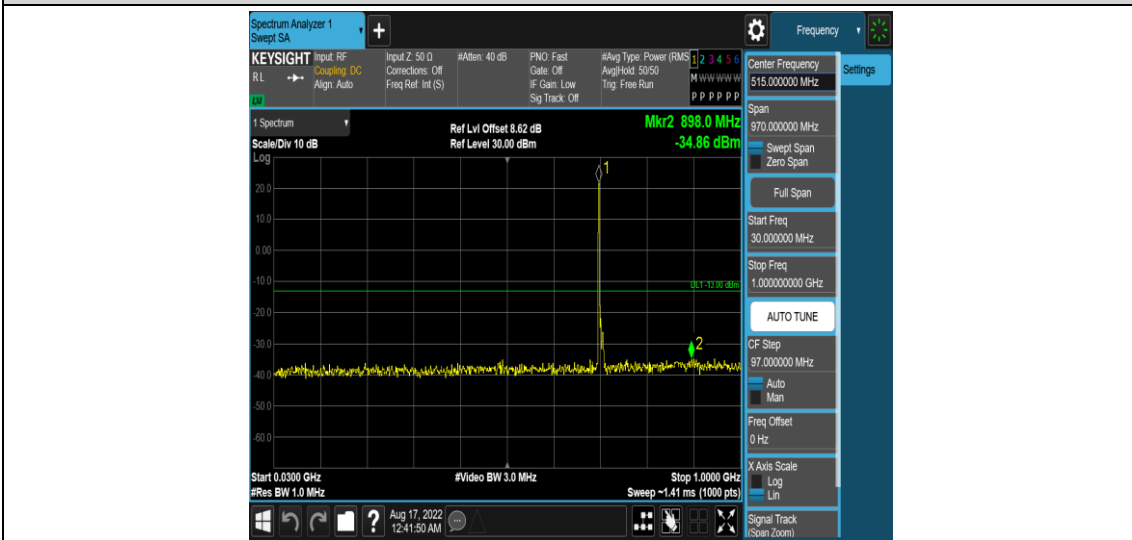 Spectrum Analyzer 1
Swept SA
+
Frequency
KEYSIGHT
RL
LXI
Input: RF
Coupling: DC
Align: Auto
Input Z: 50 Ω
Corrections: Off
Freq Ref: Int (S)
#Atten: 40 dB
PNO: Fast
Gate: Off
IF Gain: Low
Sig Track: Off
#Avg Type: Power (RMS
Avg|Hold: 50/50
Trig: Free Run
1 2 3 4 5 6
M W W W W W
P P P P P P
1 Spectrum
Scale/Div 10 dB
Log
Ref Lvl Offset 8.62 dB
Ref Level 30.00 dBm
Mkr2 898.0 MHz
-34.86 dBm
1
20.0
10.0
0.00
-10.0
DL1 -13.00 dBm
-20.0
-30.0
2
-40.0
-50.0
-60.0
Start 0.0300 GHz
#Res BW 1.0 MHz
#Video BW 3.0 MHz
Stop 1.0000 GHz
Sweep ~1.41 ms (1000 pts)
Aug 17, 2022
12:41:50 AM
?
Center Frequency
515.000000 MHz
Settings
Span
970.000000 MHz
Swept Span
Zero Span
Full Span
Start Freq
30.000000 MHz
Stop Freq
1.000000000 GHz
AUTO TUNE
CF Step
97.000000 MHz
Auto
Man
Freq Offset
0 Hz
X Axis Scale
Log
Lin
Signal Track
(Span Zoom)